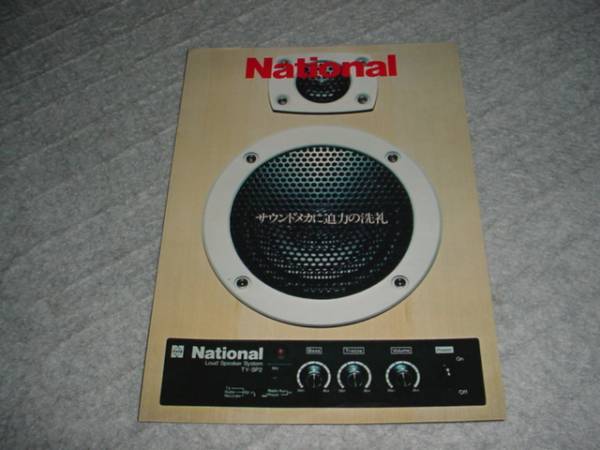 National
サウンドメカに迫力の洗礼
National
Loud Speaker System
TY-SP2
Bass
Treble
Volume
Power
On
Off